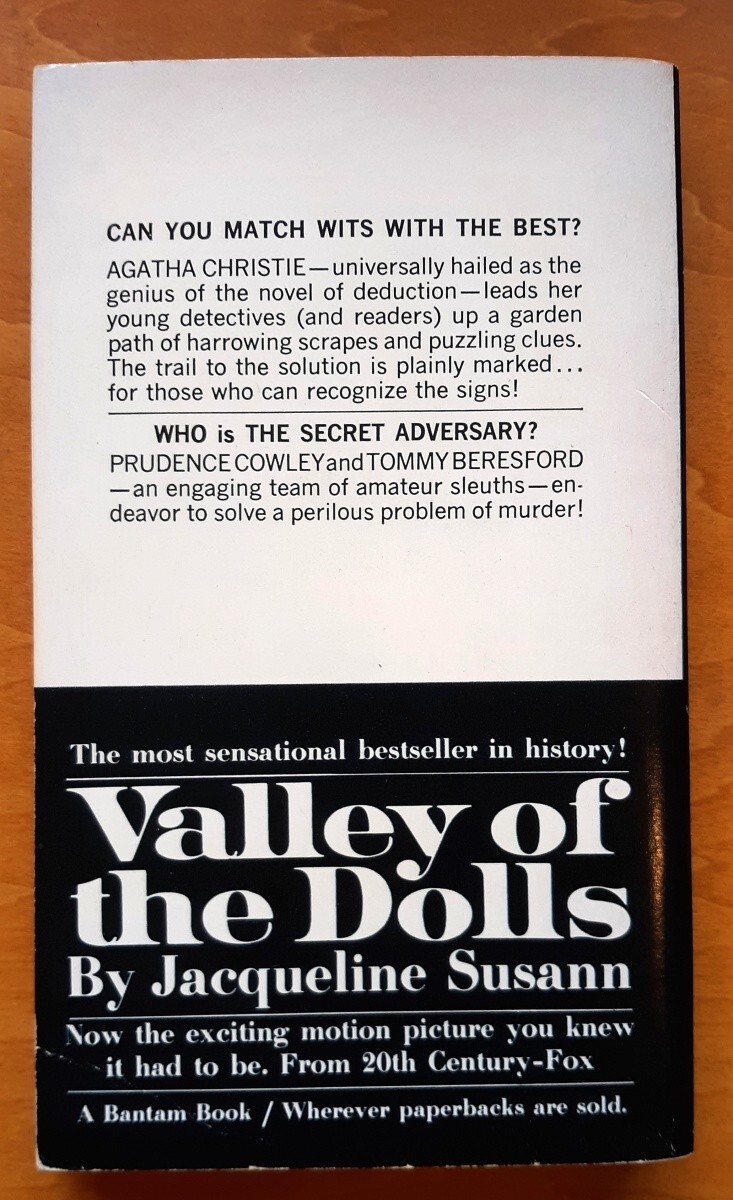 CAN YOU MATCH WITS WITH THE BEST?
AGATHA CHRISTIE—universally hailed as the
genius of the novel of deduction—leads her
young detectives (and readers) up a garden
path of harrowing scrapes and puzzling clues.
The trail to the solution is plainly marked...
for those who can recognize the signs!
WHO is THE SECRET ADVERSARY?
PRUDENCE COWLEY and TOMMY BERESFORD
—an engaging team of amateur sleuths—en-
deavor to solve a perilous problem of murder!
The most sensational bestseller in history!
Valley of
the Dolls
By Jacqueline Susann
Now the exciting motion picture you knew
it had to be. From 20th Century-Fox
A Bantam Book / Wherever paperbacks are sold.